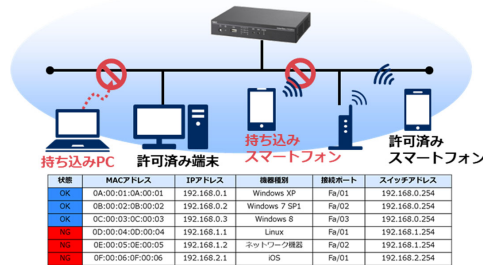 持ち込みPC
許可済み端末
持ち込み
スマートフォン
許可済み
スマートフォン
状態 MACアドレス IPアドレス 機器種別 接続ポート スイッチアドレス
OK 0A:00:01:0A:00:01 192.168.0.1 Windows XP Fa/01 192.168.0.254
OK 0B:00:02:0B:00:02 192.168.0.2 Windows 7 SP1 Fa/02 192.168.0.254
OK 0C:00:03:0C:00:03 192.168.0.3 Windows 8 Fa/03 192.168.0.254
NG 0D:00:04:0D:00:04 192.168.1.1 Linux Fa/01 192.168.1.254
NG 0E:00:05:0E:00:05 192.168.1.2 ネットワーク機器 Fa/02 192.168.1.254
NG 0F:00:06:0F:00:06 192.168.2.1 iOS Fa/01 192.168.2.254